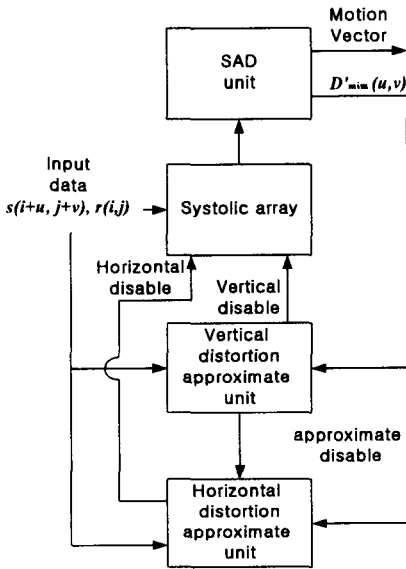 Motion
Vector
SAD
unit
D'min (u,v)
Input
data
s(i+u, j+v), r(i,j)
Systolic array
Horizontal
disable
Vertical
disable
Vertical
distortion
approximate
unit
approximate
disable
Horizontal
distortion
approximate
unit